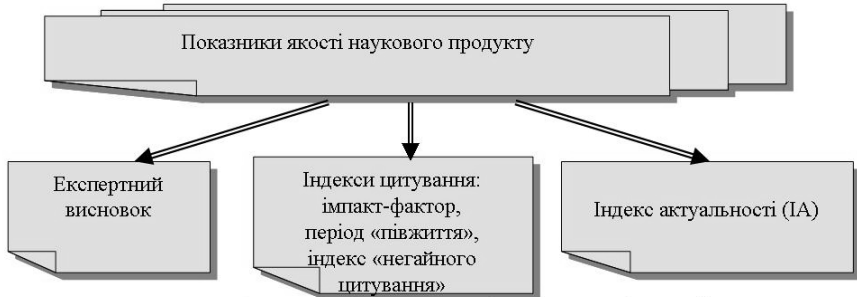 Показники якості наукового продукту
Експертний
висновок
Індекси цитування:
імпакт-фактор,
період «півжиття»,
індекс «негайного
цитування»
Індекс актуальності (ІА)